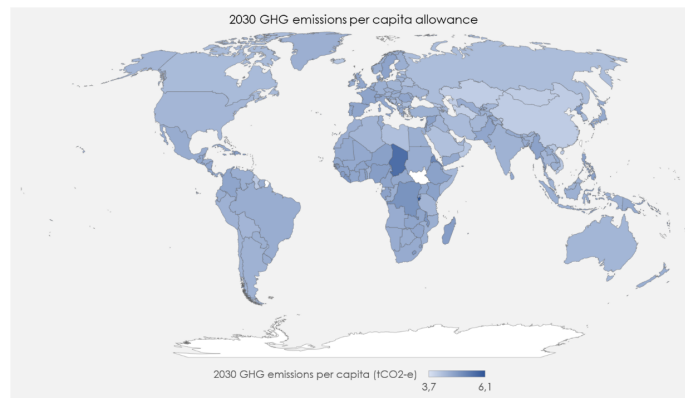 2030 GHG emissions per capita allowance
2030 GHG emissions per capita (tCO2-e)
3,7 6,1